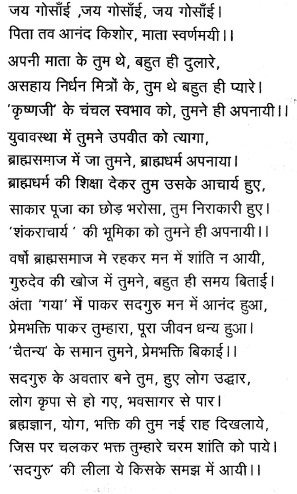 जय गोसाँई ,जय गोसाँई, जय गोसाँई।
पिता तव आनंद किशोर, माता स्वर्णमयी।।
अपनी माता के तुम थे, बहुत ही दुलारे,
असहाय निर्धन मित्रों के, तुम थे बहुत ही प्यारे।
'कृष्णजी' के चंचल स्वभाव को, तुमने ही अपनायी।।
युवावस्था में तुमने उपवीत को त्यागा,
ब्राह्मसमाज में जा तुमने, ब्राह्मधर्म अपनाया।
ब्राह्मधर्म की शिक्षा देकर तुम उसके आचार्य हुए,
साकार पूजा का छोड़ भरोसा, तुम निराकारी हुए।
'शंकराचार्य ' की भूमिका को तुमने ही अपनायी।।
वर्षो ब्राह्मसमाज मे रहकर मन में शांति न आयी,
गुरुदेव की खोज में तुमने, बहुत ही समय बिताई।
अंता 'गया' में पाकर सदगुरु मन में आनंद हुआ,
प्रेमभक्ति पाकर तुम्हारा, पूरा जीवन धन्य हुआ।
'चैतन्य' के समान तुमने, प्रेमभक्ति बिकाई।।
सदगुरु के अवतार बने तुम, हुए लोग उद्धार,
लोग कृपा से हो गए, भवसागर से पार।
ब्रह्मज्ञान, योग, भक्ति की तुम नई राह दिखलाये,
जिस पर चलकर भक्त तुम्हारे चरम शांति को पाये।
'सदगुरु' की लीला ये किसके समझ में आयी।।